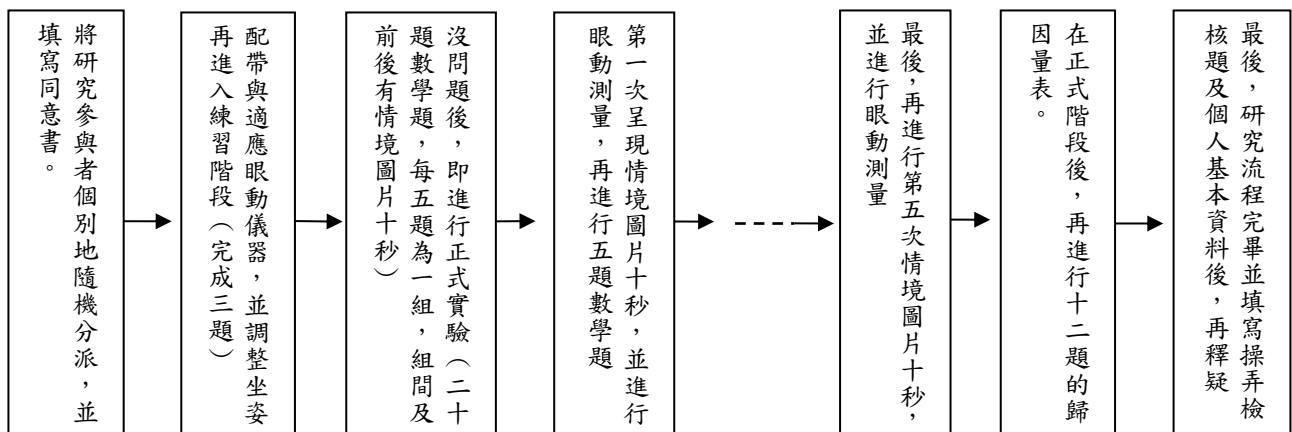 將研究參與者個別地隨機分派，並
填寫同意書。
配帶與適應眼動儀器，並調整坐姿
再進入練習階段（完成三題）
沒問題後，即進行正式實驗（二十
題數學題，每五題為一組，組間及
前後有情境圖片十秒）
第一次呈現情境圖片十秒，並進行
眼動測量，再進行五題數學題
最後，再進行第五次情境圖片十秒，
並進行眼動測量
在正式階段後，再進行十二題的歸
因量表。
最後，研究流程完畢並填寫操弄檢
核題及個人基本資料後，再釋疑